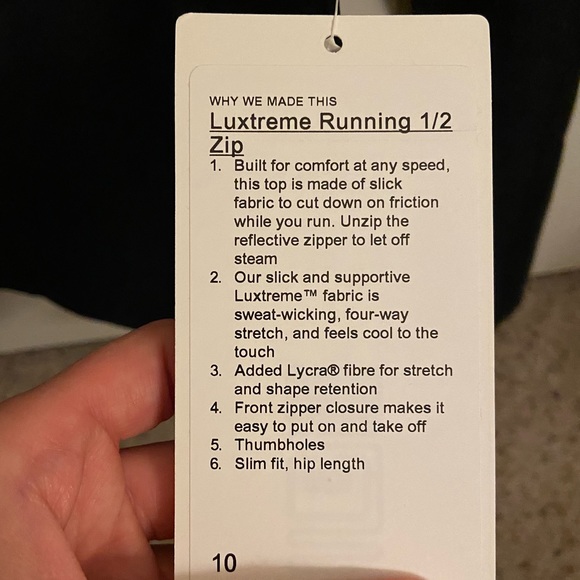 WHY WE MADE THIS
Luxtreme Running 1/2
Zip
1. Built for comfort at any speed,
this top is made of slick
fabric to cut down on friction
while you run. Unzip the
reflective zipper to let off
steam
2. Our slick and supportive
Luxtreme™ fabric is
sweat-wicking, four-way
stretch, and feels cool to the
touch
3. Added Lycra® fibre for stretch
and shape retention
4. Front zipper closure makes it
easy to put on and take off
5. Thumbholes
6. Slim fit, hip length
10